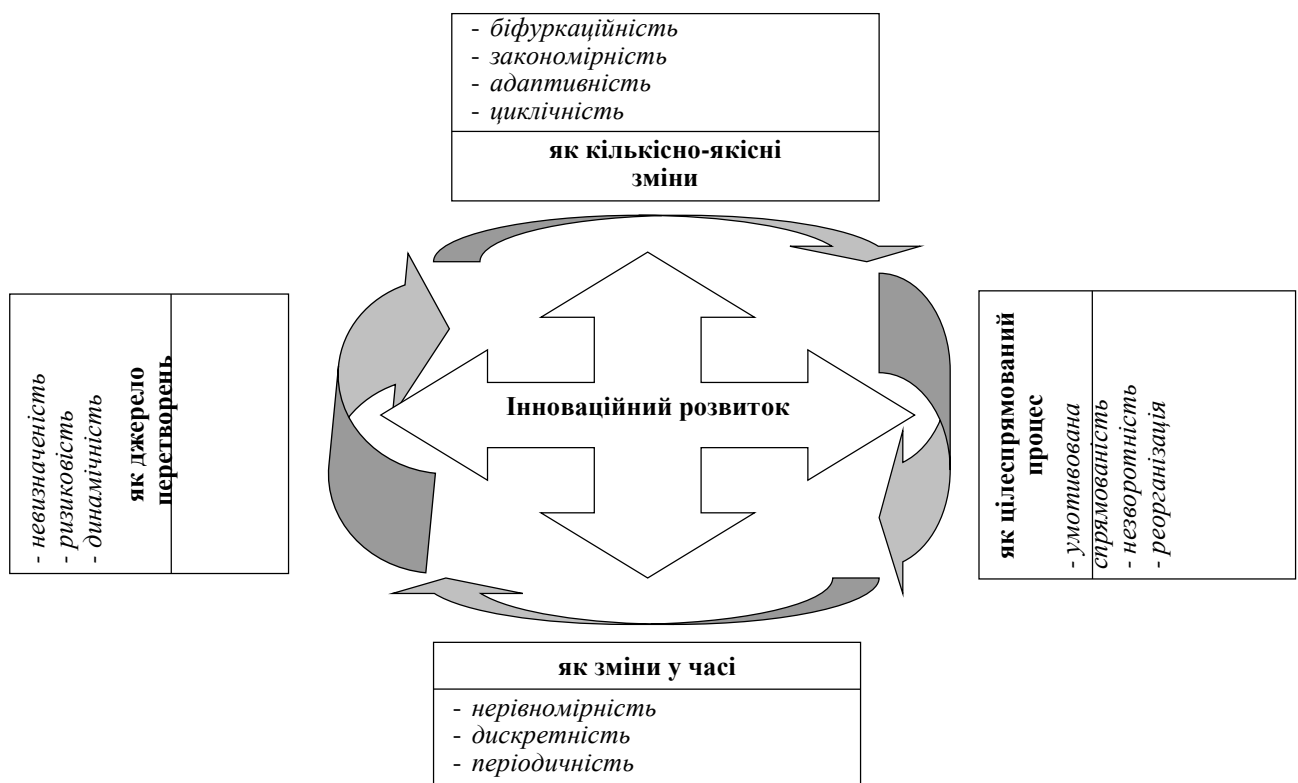 - біфуркаційність
- закономірність
- адаптивність
- циклічність
як кількісно-якісні
зміни
- невизначеність
- ризиковість
- динамічність
як джерело
перетворень
Інноваційний розвиток
як цілеспрямований
процес
- умотивована
спрямованість
- незворотність
- реорганізація
як зміни у часі
- нерівномірність
- дискретність
- періодичність